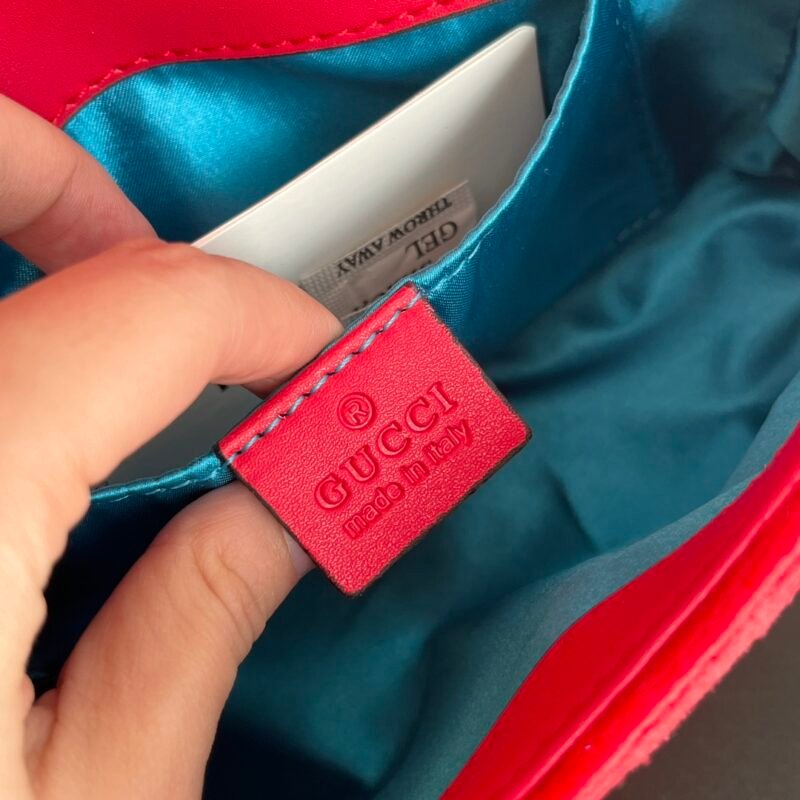 ®
GUCCI
made in italy
GEL
THROW AWAY